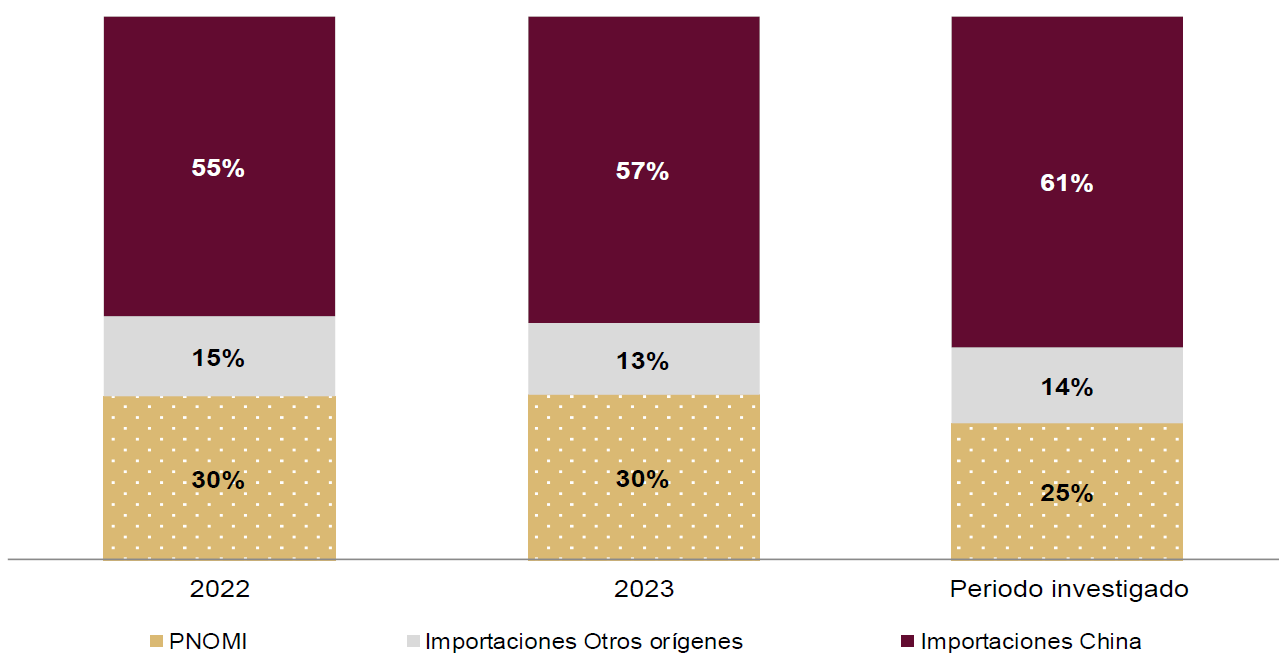 55%
57%
61%
15%
13%
14%
30%
30%
25%
2022
2023
Periodo investigado
PNOMI
Importaciones Otros orígenes
Importaciones China